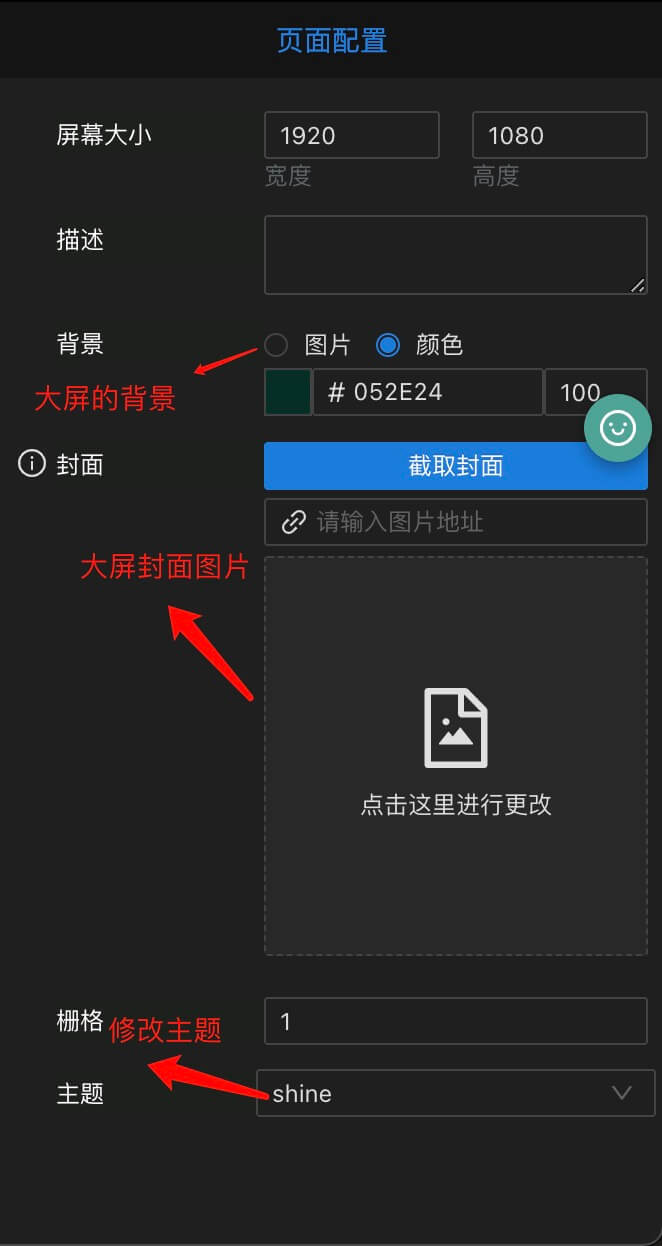 页面配置
屏幕大小 1920 1080
宽度 高度
描述
背景 图片 颜色
大屏的背景 # 052E24 100
封面 截取封面
请输入图片地址
大屏封面图片
点击这里进行更改
栅格 修改主题 1
主题 shine